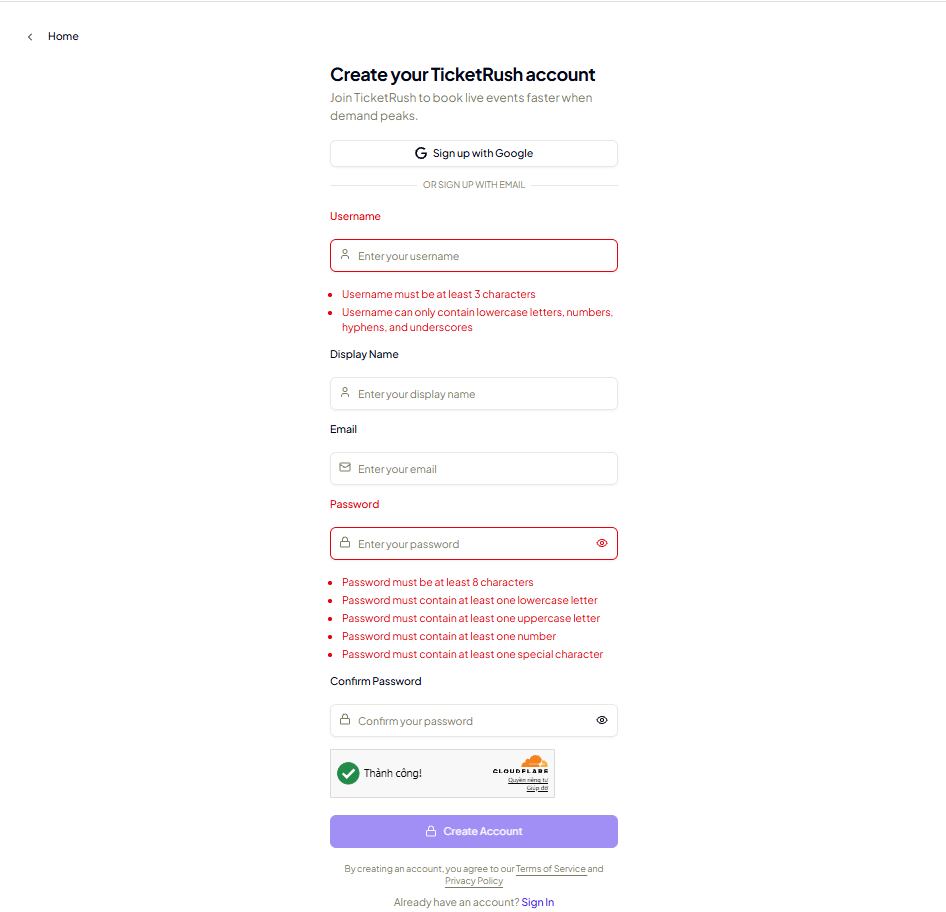 Home
Create your TicketRush account
Join TicketRush to book live events faster when
demand peaks.
Sign up with Google
OR SIGN UP WITH EMAIL
Username
Enter your username
Username must be at least 3 characters
Username can only contain lowercase letters, numbers,
hyphens, and underscores
Display Name
Enter your display name
Email
Enter your email
Password
Enter your password
Password must be at least 8 characters
Password must contain at least one lowercase letter
Password must contain at least one uppercase letter
Password must contain at least one number
Password must contain at least one special character
Confirm Password
Confirm your password
Thành công!
CLOUDFLARE
Quyền riêng tư
Giúp đỡ
Create Account
By creating an account, you agree to our Terms of Service and
Privacy Policy
Already have an account? Sign In